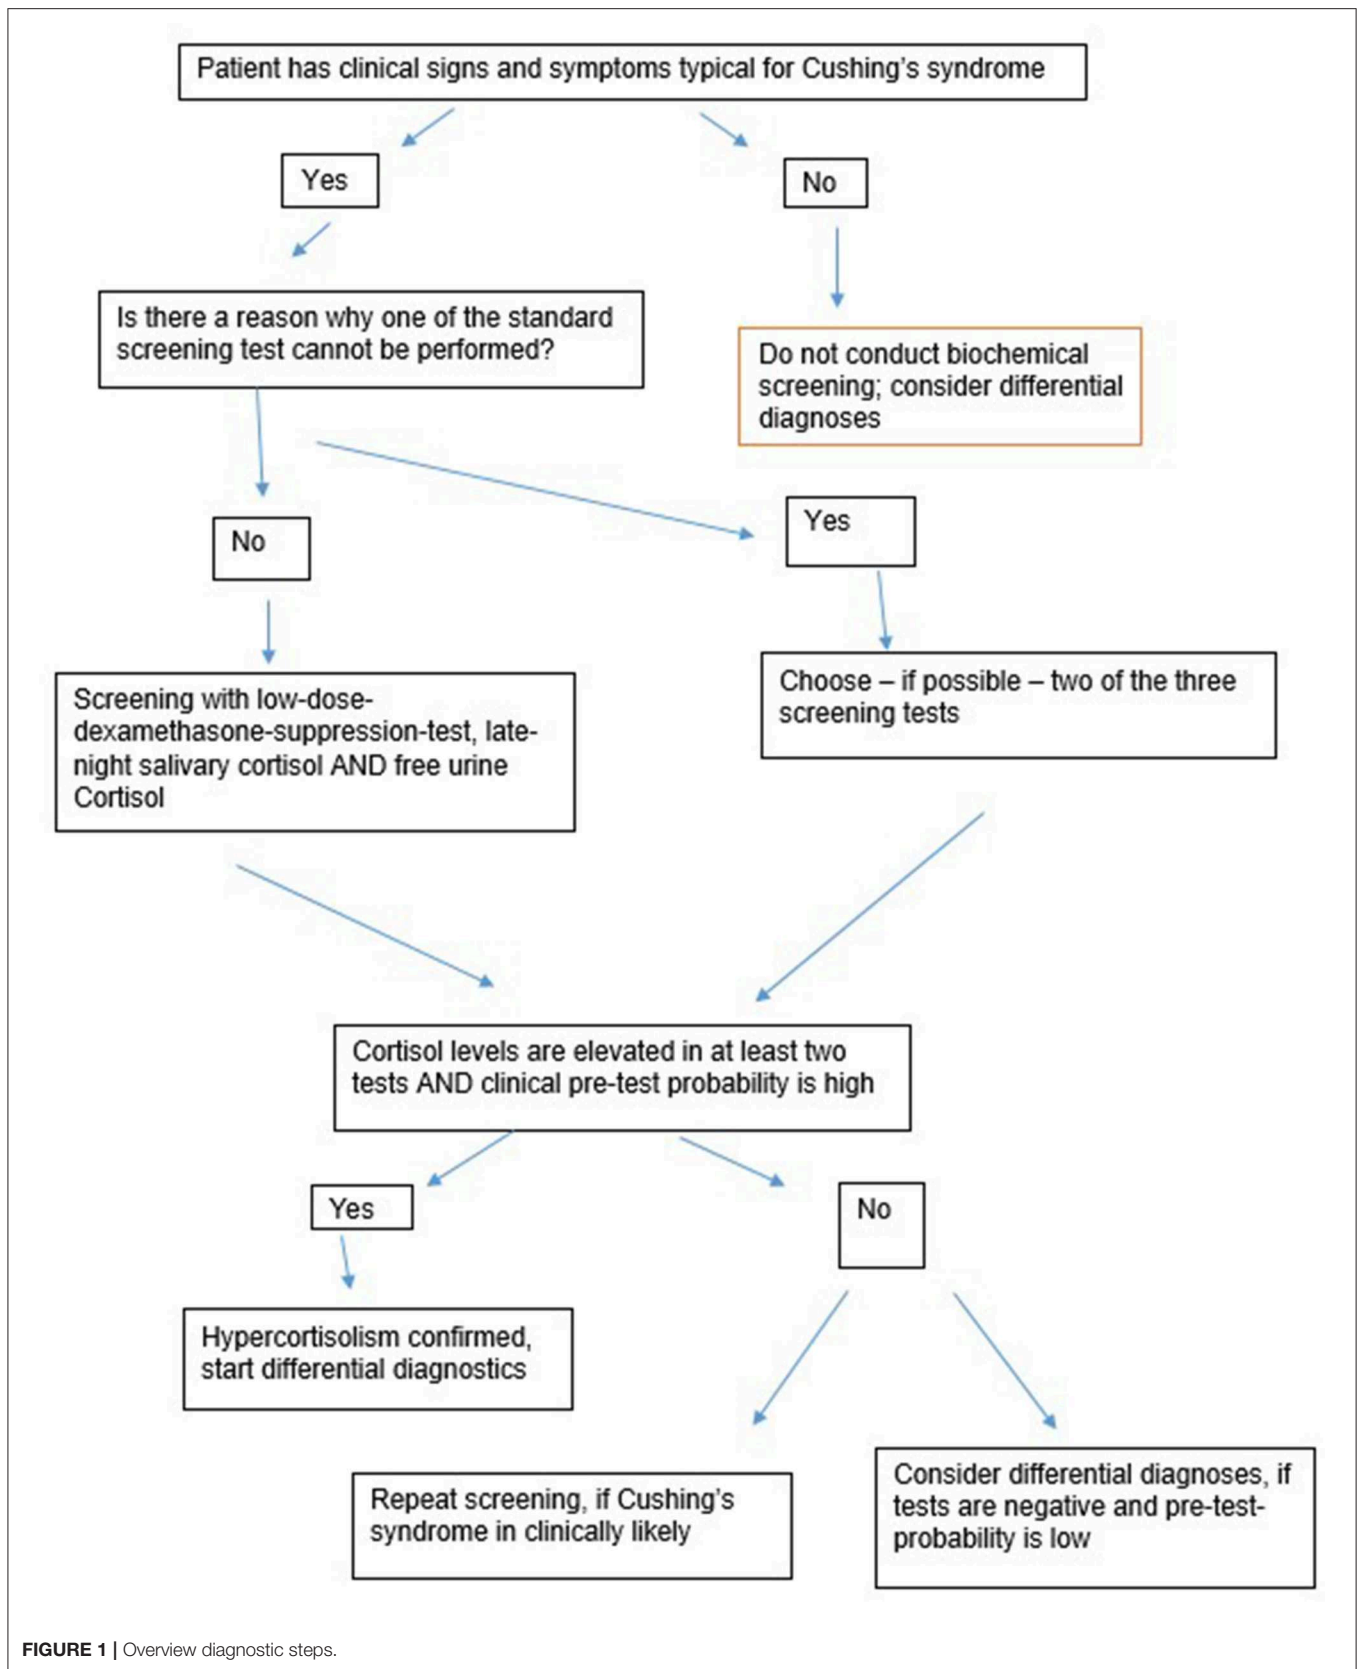 Patient has clinical signs and symptoms typical for Cushing's syndrome
Yes
No
Is there a reason why one of the standard
screening test cannot be performed?
Do not conduct biochemical
screening; consider differential
diagnoses
No
Yes
Screening with low-dose-
dexamethasone-suppression-test, late-
night salivary cortisol AND free urine
Cortisol
Choose – if possible – two of the three
screening tests
Cortisol levels are elevated in at least two
tests AND clinical pre-test probability is high
Yes
No
Hypercortisolism confirmed,
start differential diagnostics
Repeat screening, if Cushing's
syndrome in clinically likely
Consider differential diagnoses, if
tests are negative and pre-test-
probability is low
FIGURE 1 | Overview diagnostic steps.